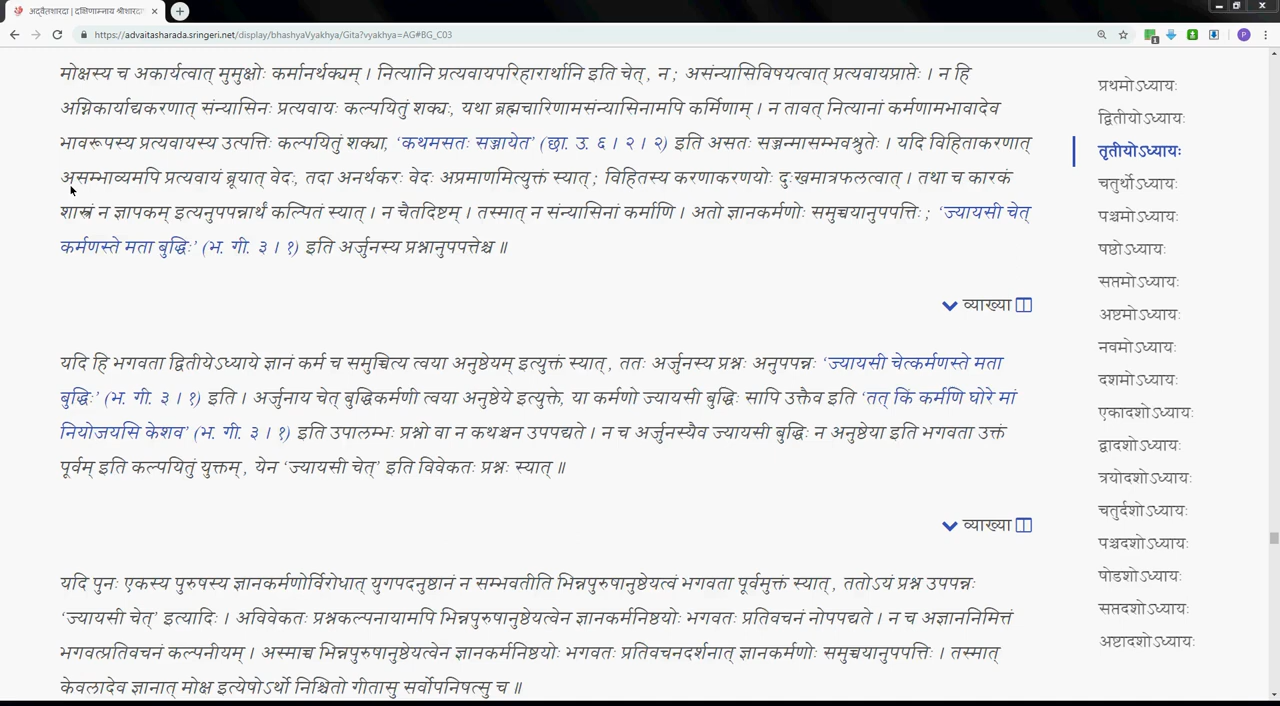 अद्वैतशारदा | दक्षिणाम्नाय श्रीशारदा
https://advaitasharada.sringeri.net/display/bhashyaVyakhya/Gita?vyakhya=AG#BG_C03
1
P
मोक्षस्य च अकार्यत्वात् मुमुक्षोः कर्मानर्थक्यम् । नित्यानि प्रत्यवायपरिहारार्थानि इति चेत् , न ; असंन्यासिविषयत्वात् प्रत्यवायप्राप्तेः । न हि
अग्निकार्याद्यकरणात् संन्यासिनः प्रत्यवायः कल्पयितुं शक्यः, यथा ब्रह्मचारिणामसंन्यासिनामपि कर्मिणाम् । न तावत् नित्यानां कर्मणामभावादेव
भावरूपस्य प्रत्यवायस्य उत्पत्तिः कल्पयितुं शक्या, ‘कथमसतः सज्जायेत’ (छा. उ. ६ । २ । २) इति असतः सज्जन्मासम्भवश्रुतेः । यदि विहिताकरणात्
असम्भाव्यमपि प्रत्यवायं ब्रूयात् वेदः, तदा अनर्थकरः वेदः अप्रमाणमित्युक्तं स्यात् ; विहितस्य करणाकरणयोः दुःखमात्रफलत्वात् । तथा च कारकं
शास्त्रं न ज्ञापकम् इत्यनुपपन्नार्थं कल्पितं स्यात् । न चैतदिष्टम् । तस्मात् न संन्यासिनां कर्माणि । अतो ज्ञानकर्मणोः समुच्चयानुपपत्तिः ; ‘ज्यायसी चेत्
कर्मणस्ते मता बुद्धिः’ (भ. गी. ३ । १) इति अर्जुनस्य प्रश्नानुपपत्तेश्च ॥
व्याख्या
यदि हि भगवता द्वितीयेऽध्याये ज्ञानं कर्म च समुच्चित्य त्वया अनुष्ठेयम् इत्युक्तं स्यात् , ततः अर्जुनस्य प्रश्नः अनुपपन्नः ‘ज्यायसी चेत्कर्मणस्ते मता
बुद्धिः’ (भ. गी. ३ । १) इति । अर्जुनाय चेत् बुद्धिकर्मणी त्वया अनुष्ठेये इत्युक्ते, या कर्मणो ज्यायसी बुद्धिः सापि उक्तैव इति ‘तत् किं कर्मणि घोरे मां
नियोजयसि केशव’ (भ. गी. ३ । १) इति उपालम्भः प्रश्नो वा न कथञ्चन उपपद्यते । न च अर्जुनस्यैव ज्यायसी बुद्धिः न अनुष्ठेया इति भगवता उक्तं
पूर्वम् इति कल्पयितुं युक्तम् , येन ‘ज्यायसी चेत्’ इति विवेकतः प्रश्नः स्यात् ॥
व्याख्या
यदि पुनः एकस्य पुरुषस्य ज्ञानकर्मणोर्विरोधात् युगपदनुष्ठानं न सम्भवतीति भिन्नपुरुषानुष्ठेयत्वं भगवता पूर्वमुक्तं स्यात् , ततोऽयं प्रश्न उपपन्नः
‘ज्यायसी चेत्’ इत्यादिः । अविवेकतः प्रश्नकल्पनायामपि भिन्नपुरुषानुष्ठेयत्वेन ज्ञानकर्मनिष्ठयोः भगवतः प्रतिवचनं नोपपद्यते । न च अज्ञाननिमित्तं
भगवत्प्रतिवचनं कल्पनीयम् । अस्माच्च भिन्नपुरुषानुष्ठेयत्वेन ज्ञानकर्मनिष्ठयोः भगवतः प्रतिवचनदर्शनात् ज्ञानकर्मणोः समुच्चयानुपपत्तिः । तस्मात्
केवलादेव ज्ञानात् मोक्ष इत्येषोऽर्थो निश्चितो गीतासु सर्वोपनिषत्सु च ॥
प्रथमोऽध्यायः
द्वितीयोऽध्यायः
तृतीयोऽध्यायः
चतुर्थोऽध्यायः
पञ्चमोऽध्यायः
षष्ठोऽध्यायः
सप्तमोऽध्यायः
अष्टमोऽध्यायः
नवमोऽध्यायः
दशमोऽध्यायः
एकादशोऽध्यायः
द्वादशोऽध्यायः
त्रयोदशोऽध्यायः
चतुर्दशोऽध्यायः
पञ्चदशोऽध्यायः
षोडशोऽध्यायः
सप्तदशोऽध्यायः
अष्टादशोऽध्यायः